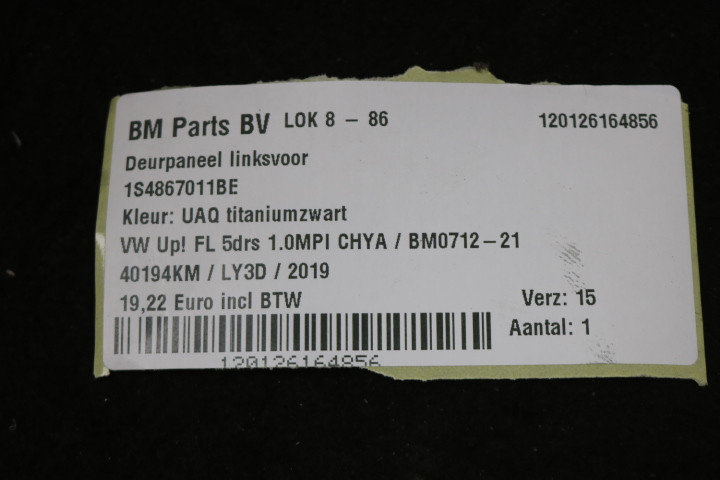 BM Parts BV LOK 8 - 86 120126164856
Deurpaneel linksvoor
1S4867011BE
Kleur: UAQ titaniumzwart
VW Up! FL 5drs 1.0MPI CHYA / BM0712-21
40194KM / LY3D / 2019
19,22 Euro incl BTW Verz: 15
Aantal: 1
120126164856